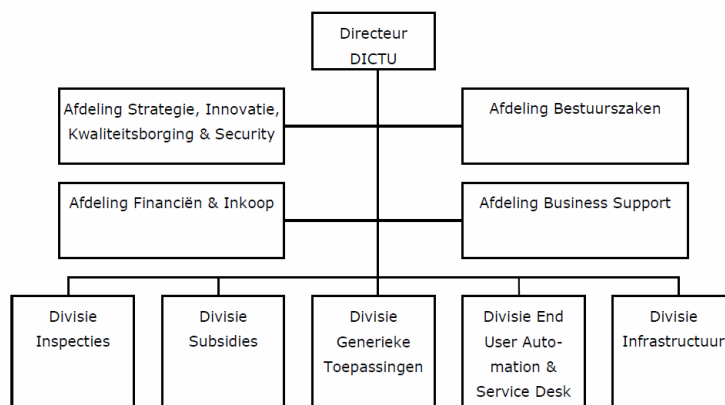 Directeur
DICTU
Afdeling Strategie, Innovatie,
Kwaliteitsborging & Security
Afdeling Bestuurszaken
Afdeling Financiën & Inkoop
Afdeling Business Support
Divisie
Inspecties
Divisie
Subsidies
Divisie
Generieke
Toepassingen
Divisie End
User Auto-
mation &
Service Desk
Divisie
Infrastructuur